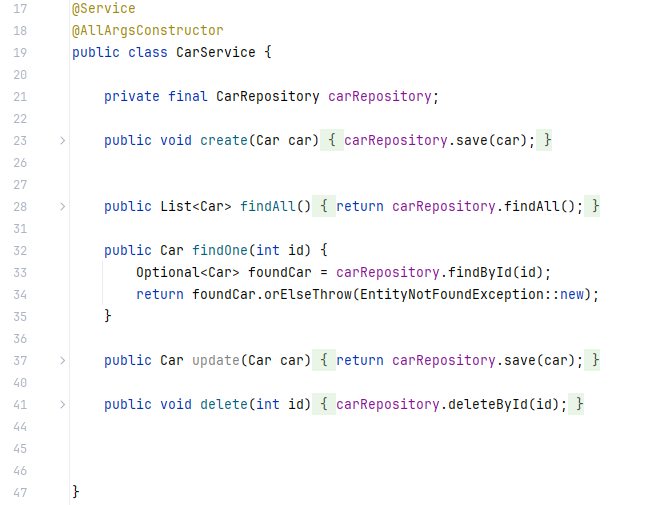 17 @Service
18 @AllArgsConstructor
19 public class CarService {
20
21 private final CarRepository carRepository;
22
23 public void create(Car car) { carRepository.save(car); }
26
27
28 public List<Car> findAll() { return carRepository.findAll(); }
31
32 public Car findOne(int id) {
33 Optional<Car> foundCar = carRepository.findById(id);
34 return foundCar.orElseThrow(EntityNotFoundException::new);
35 }
36
37 public Car update(Car car) { return carRepository.save(car); }
40
41 public void delete(int id) { carRepository.deleteById(id); }
44
45
46
47 }